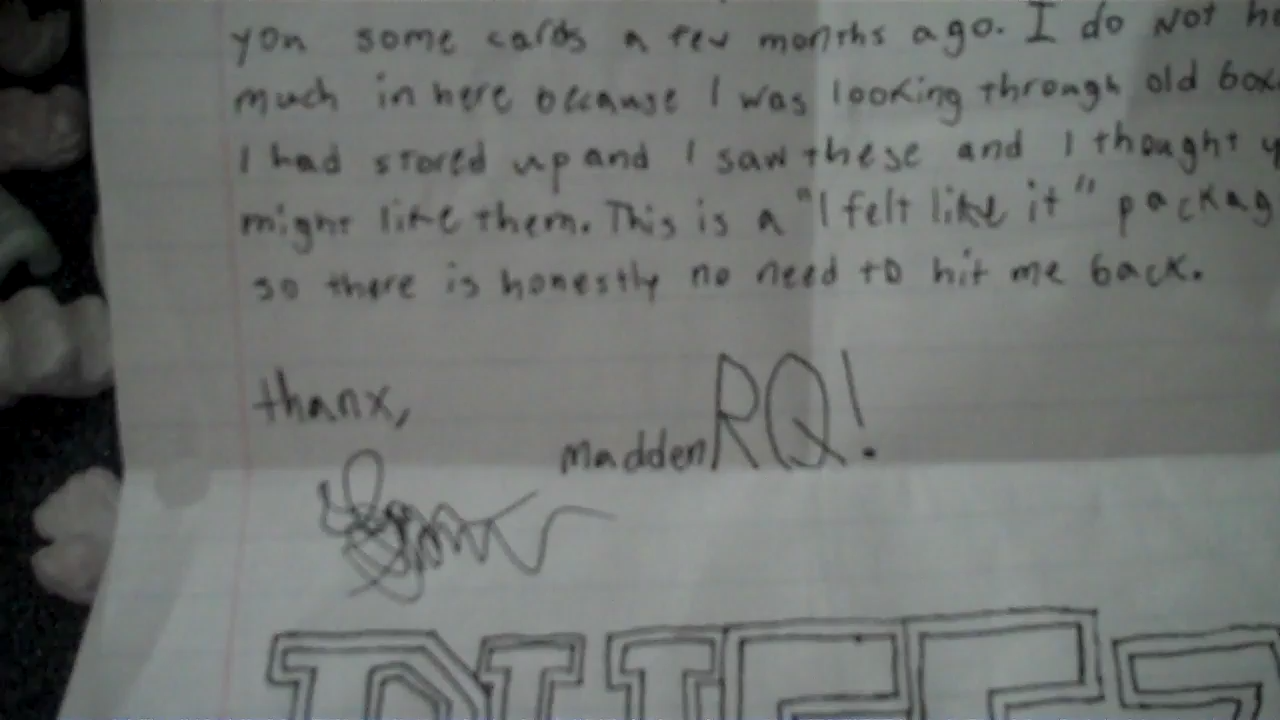 you some cards a few months ago. I do NOT
much in here because I was looking through old
I had stored up and I saw these and I thought
might like them. This is a "I felt like it"
so there is honestly no need to hit me back.
thanx,
madden RQ!